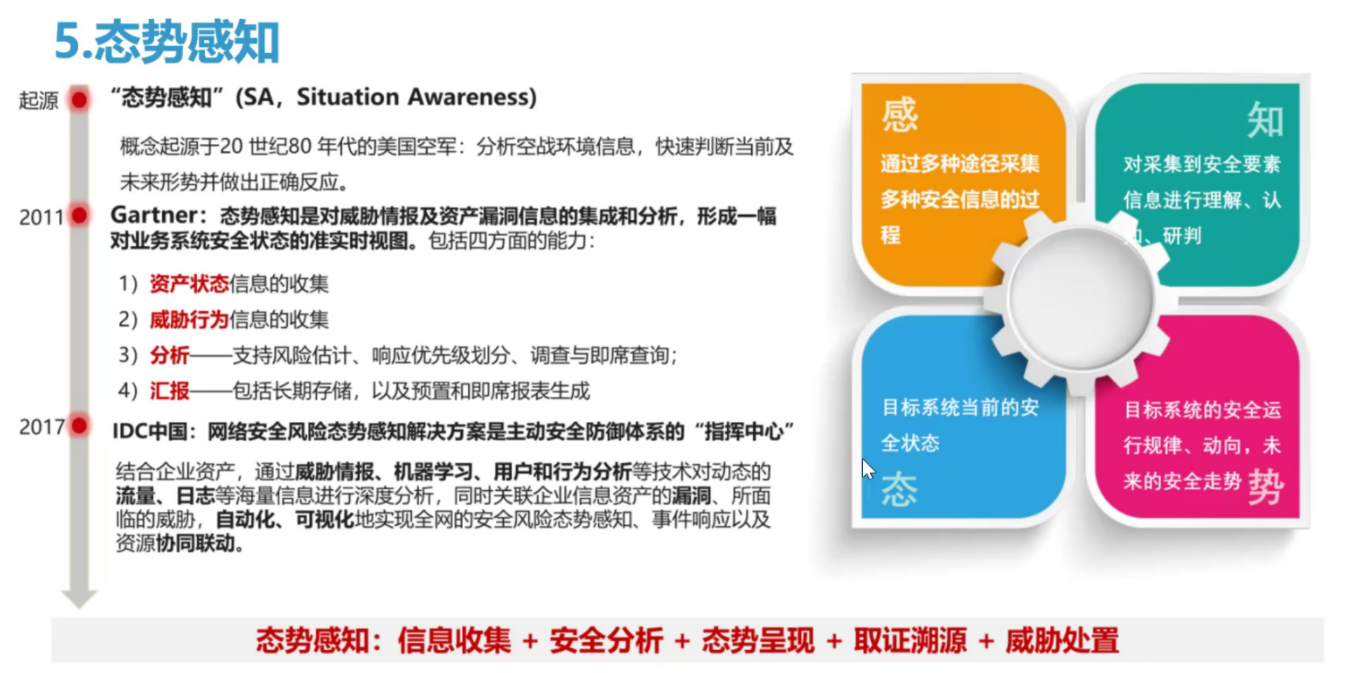 5.态势感知
起源
“态势感知”(SA，Situation Awareness)
概念起源于20 世纪80 年代的美国空军：分析空战环境信息，快速判断当前及
未来形势并做出正确反应。
2011
Gartner：态势感知是对威胁情报及资产漏洞信息的集成和分析，形成一幅
对业务系统安全状态的准实时视图。包括四方面的能力：
1）资产状态信息的收集
2）威胁行为信息的收集
3）分析——支持风险估计、响应优先级划分、调查与即席查询；
4）汇报——包括长期存储，以及预置和即席报表生成
2017
IDC中国：网络安全风险态势感知解决方案是主动安全防御体系的“指挥中心”
结合企业资产，通过威胁情报、机器学习、用户和行为分析等技术对动态的
流量、日志等海量信息进行深度分析，同时关联企业信息资产的漏洞、所面
临的威胁，自动化、可视化地实现全网的安全风险态势感知、事件响应以及
资源协同联动。
感
通过多种途径采集
多种安全信息的过
程
知
对采集到安全要素
信息进行理解、认
知、研判
目标系统当前的安
全状态
态
目标系统的安全运
行规律、动向，未
来的安全走势
势
态势感知：信息收集 + 安全分析 + 态势呈现 + 取证溯源 + 威胁处置